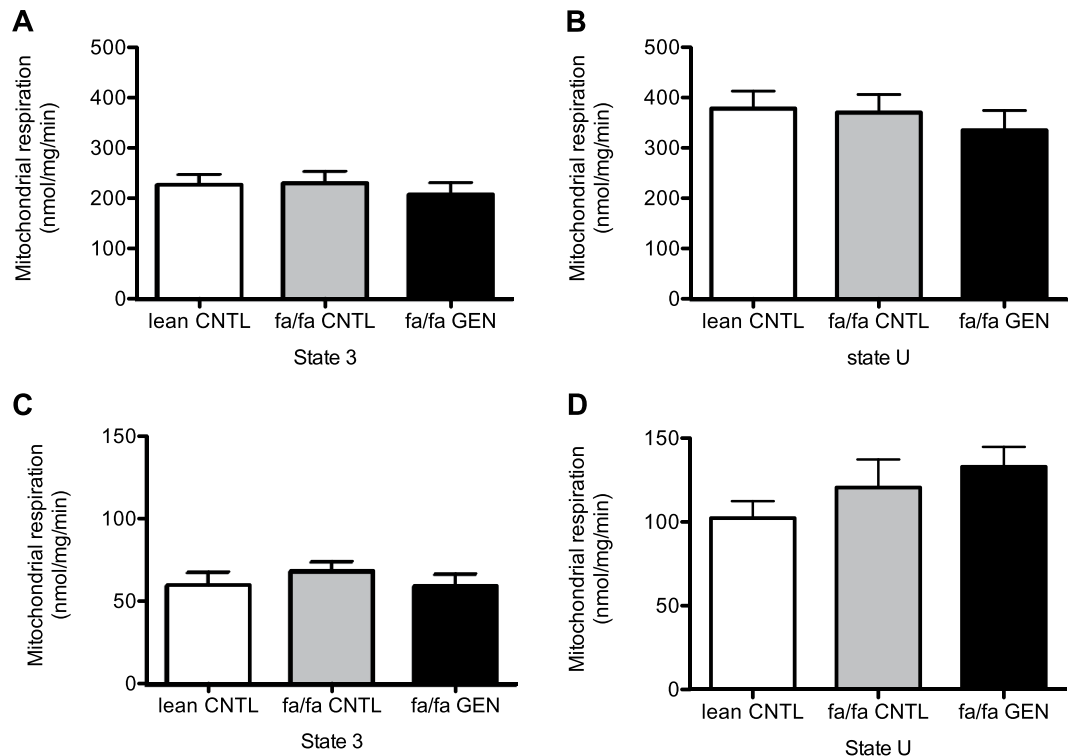 A
Mitochondrial respiration
(nmol/mg/min)
500
400
300
200
100
0
lean CNTL fa/fa CNTL fa/fa GEN
State 3
B
Mitochondrial respiration
(nmol/mg/min)
500
400
300
200
100
0
lean CNTL fa/fa CNTL fa/fa GEN
state U
C
Mitochondrial respiration
(nmol/mg/min)
150
100
50
0
lean CNTL fa/fa CNTL fa/fa GEN
State 3
D
Mitochondrial respiration
(nmol/mg/min)
150
100
50
0
lean CNTL fa/fa CNTL fa/fa GEN
State U